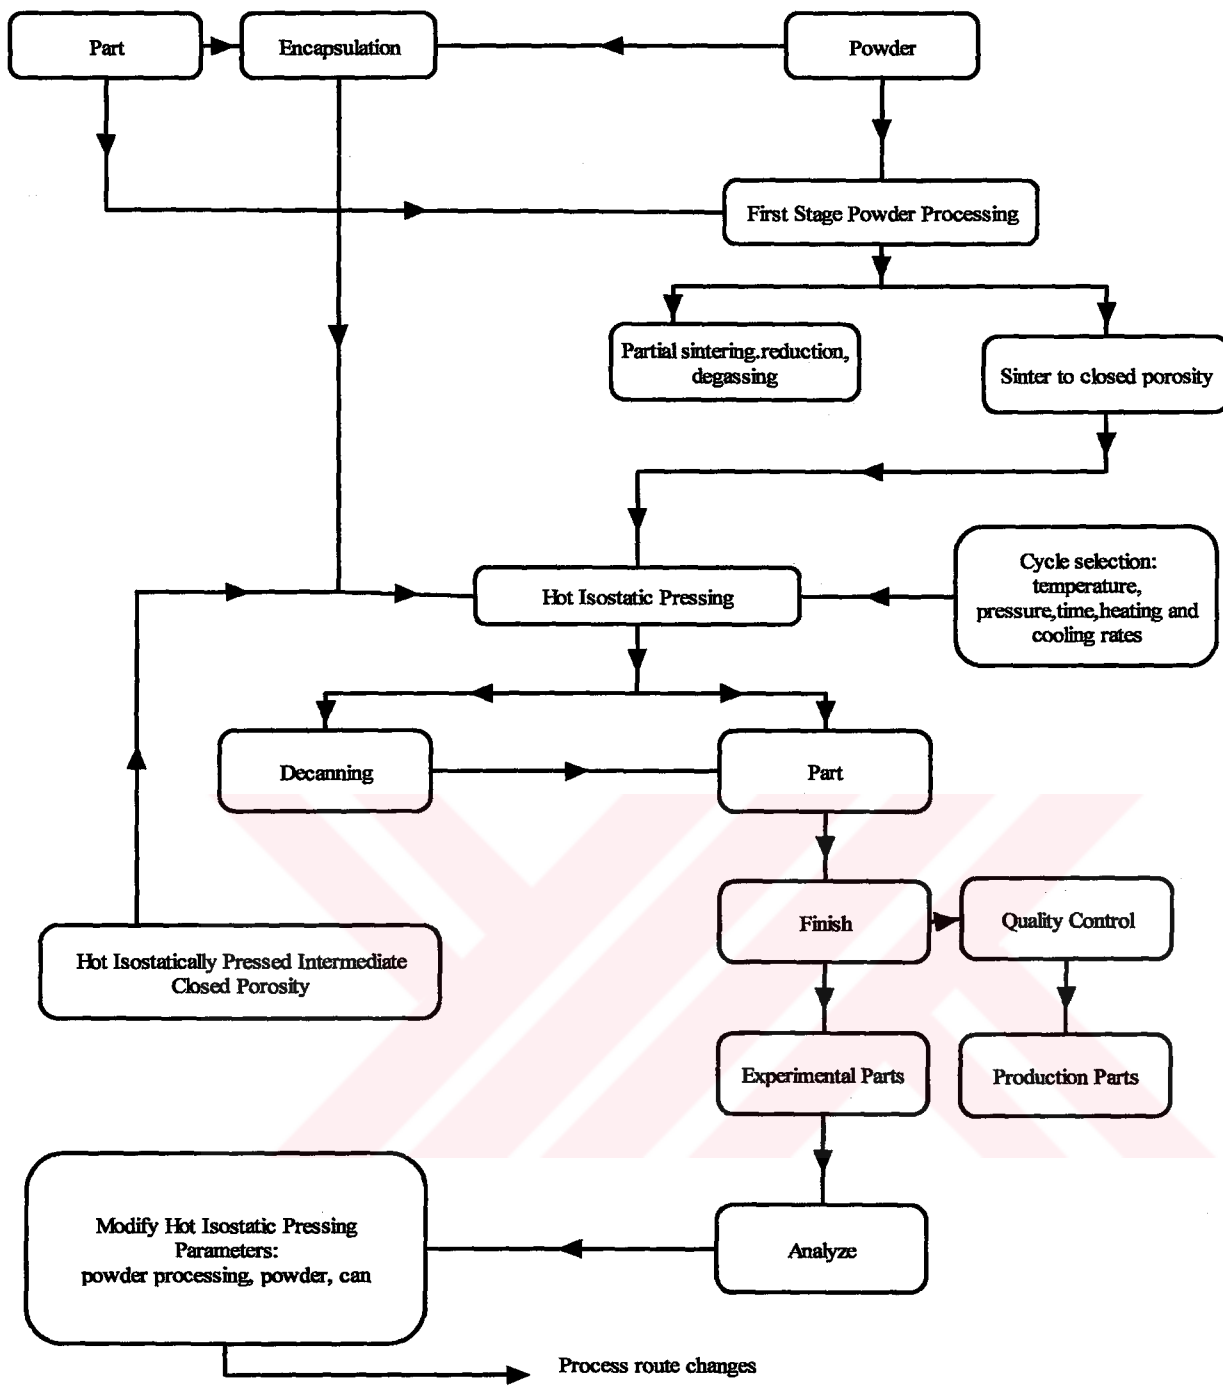 Part
Encapsulation
Powder
First Stage Powder Processing
Partial sintering.reduction,
degassing
Sinter to closed porosity
Cycle selection:
temperature,
pressure,time,heating and
cooling rates
Hot Isostatic Pressing
Decanning
Part
Finish
Quality Control
Hot Isostatically Pressed Intermediate
Closed Porosity
Experimental Parts
Production Parts
Modify Hot Isostatic Pressing
Parameters:
powder processing, powder, can
Analyze
Process route changes